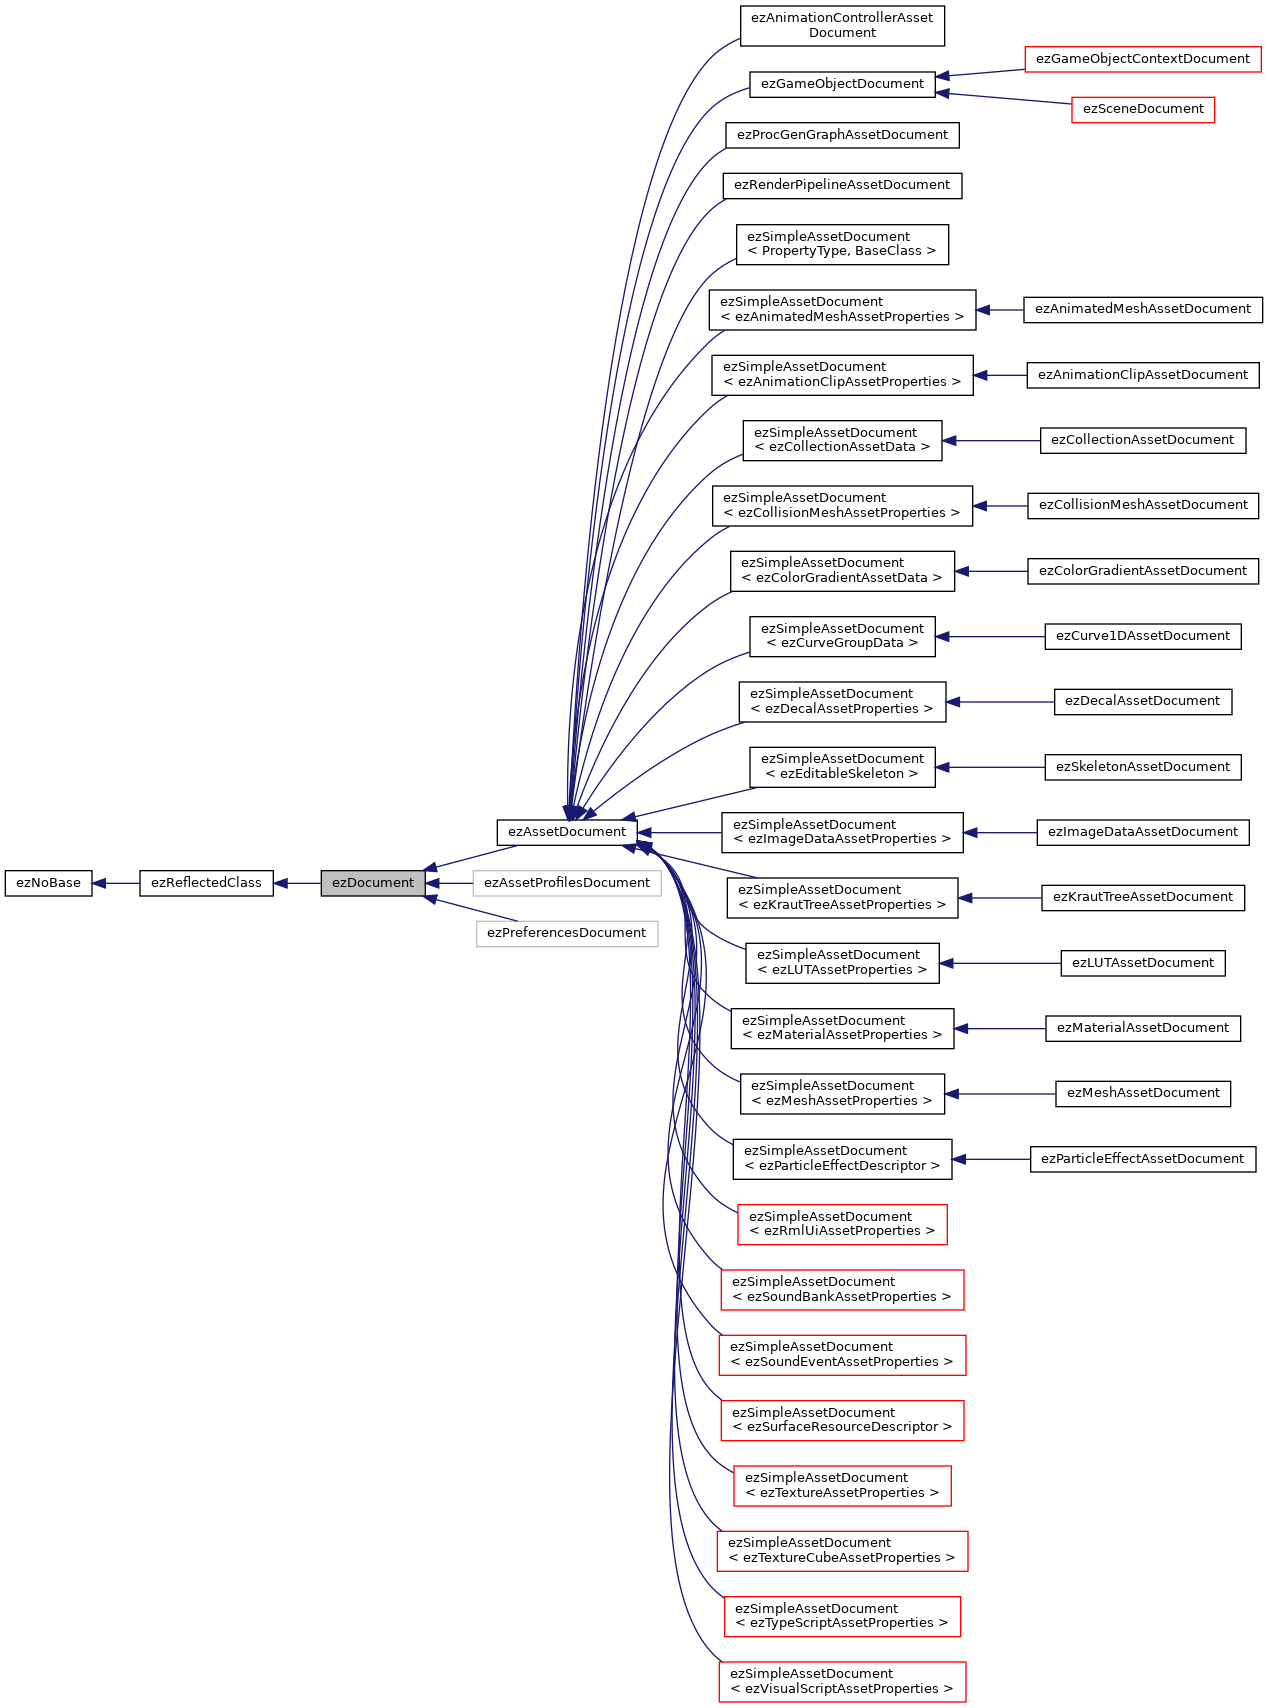 ezAnimationControllerAsset
Document
ezGameObjectDocument
ezGameObjectContextDocument
ezSceneDocument
ezProcGenGraphAssetDocument
ezRenderPipelineAssetDocument
ezSimpleAssetDocument
< PropertyType, BaseClass >
ezSimpleAssetDocument
< ezAnimatedMeshAssetProperties >
ezAnimatedMeshAssetDocument
ezSimpleAssetDocument
< ezAnimationClipAssetProperties >
ezAnimationClipAssetDocument
ezSimpleAssetDocument
< ezCollectionAssetData >
ezCollectionAssetDocument
ezSimpleAssetDocument
< ezCollisionMeshAssetProperties >
ezCollisionMeshAssetDocument
ezSimpleAssetDocument
< ezColorGradientAssetData >
ezColorGradientAssetDocument
ezSimpleAssetDocument
< ezCurveGroupData >
ezCurve1DAssetDocument
ezSimpleAssetDocument
< ezDecalAssetProperties >
ezDecalAssetDocument
ezSimpleAssetDocument
< ezEditableSkeleton >
ezSkeletonAssetDocument
ezAssetDocument
ezSimpleAssetDocument
< ezImageDataAssetProperties >
ezImageDataAssetDocument
ezNoBase
ezReflectedClass
ezDocument
ezAssetProfilesDocument
ezPreferencesDocument
ezSimpleAssetDocument
< ezKrautTreeAssetProperties >
ezKrautTreeAssetDocument
ezSimpleAssetDocument
< ezLUTAssetProperties >
ezLUTAssetDocument
ezSimpleAssetDocument
< ezMaterialAssetProperties >
ezMaterialAssetDocument
ezSimpleAssetDocument
< ezMeshAssetProperties >
ezMeshAssetDocument
ezSimpleAssetDocument
< ezParticleEffectDescriptor >
ezParticleEffectAssetDocument
ezSimpleAssetDocument
< ezRmlUiAssetProperties >
ezSimpleAssetDocument
< ezSoundBankAssetProperties >
ezSimpleAssetDocument
< ezSoundEventAssetProperties >
ezSimpleAssetDocument
< ezSurfaceResourceDescriptor >
ezSimpleAssetDocument
< ezTextureAssetProperties >
ezSimpleAssetDocument
< ezTextureCubeAssetProperties >
ezSimpleAssetDocument
< ezTypeScriptAssetProperties >
ezSimpleAssetDocument
< ezVisualScriptAssetProperties >